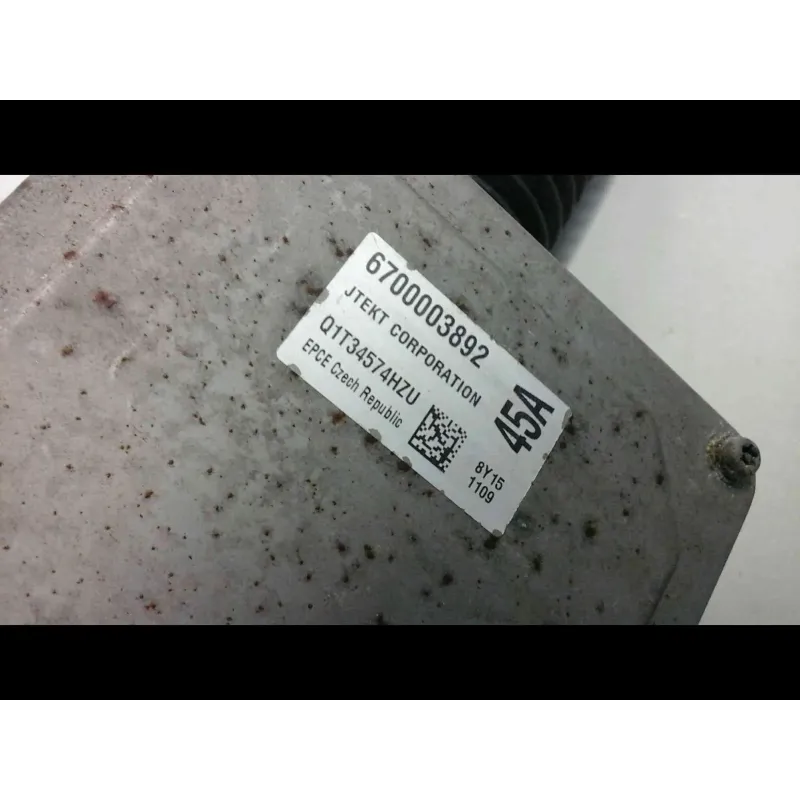 6700003892
JTEKT CORPORATION
Q1T34574HZU
EPCE Czech Republic
45A
8Y15
1109